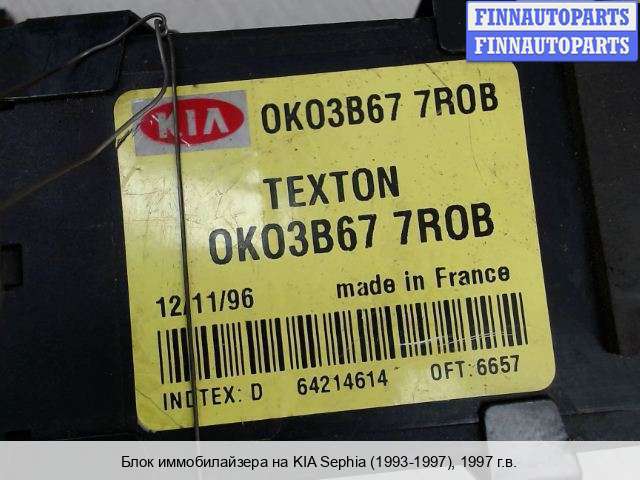 FINNAUTOPARTS
FINNAUTOPARTS
KIA 0K03B67 7R0B
TEXTON
0K03B67 7R0B
12/11/96 made in France
INDTEX: D 64214614 OFT: 6657
Блок иммобилайзера на KIA Sephia (1993-1997), 1997 г.в.